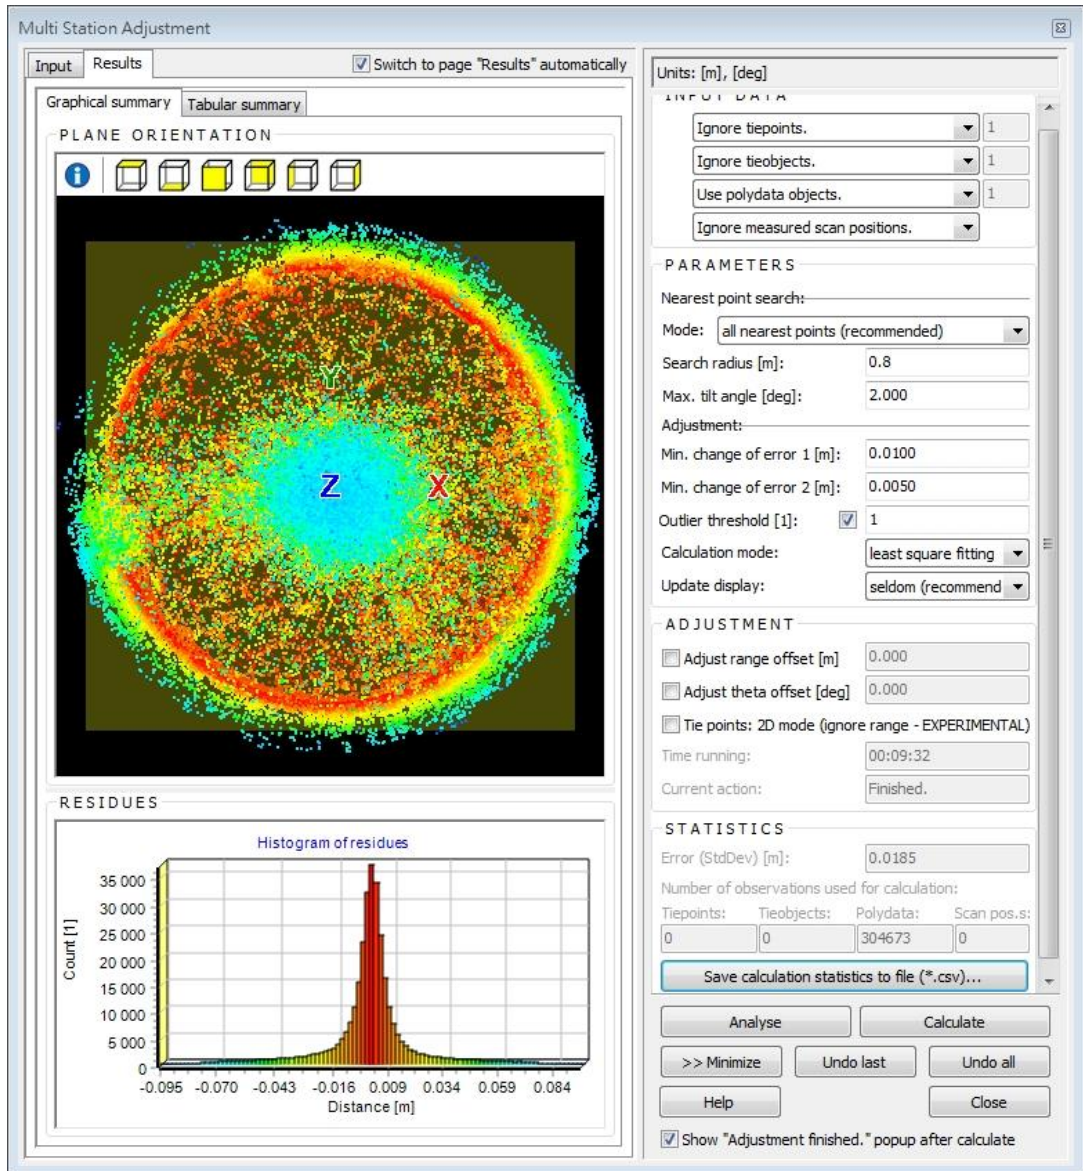 Multi Station Adjustment
Input Results Switch to page "Results" automatically
Graphical summary Tabular summary
PLANE ORIENTATION
Y
Z X
RESIDUES
Histogram of residues
Count [1]
35 000
30 000
25 000
20 000
15 000
10 000
5 000
0
-0.095 -0.070 -0.043 -0.016 0.009 0.034 0.059 0.084
Distance [m]
Units: [m], [deg]
INPUT DATA
Ignore tiepoints. 1
Ignore tieobjects. 1
Use polydata objects. 1
Ignore measured scan positions.
PARAMETERS
Nearest point search:
Mode: all nearest points (recommended)
Search radius [m]: 0.8
Max. tilt angle [deg]: 2.000
Adjustment:
Min. change of error 1 [m]: 0.0100
Min. change of error 2 [m]: 0.0050
Outlier threshold [1]: 1
Calculation mode: least square fitting
Update display: seldom (recommend
ADJUSTMENT
Adjust range offset [m] 0.000
Adjust theta offset [deg] 0.000
Tie points: 2D mode (ignore range - EXPERIMENTAL)
Time running: 00:09:32
Current action: Finished.
STATISTICS
Error (StdDev) [m]: 0.0185
Number of observations used for calculation:
Tiepoints: Tieobjects: Polydata: Scan pos.s:
0 0 304673 0
Save calculation statistics to file (*.csv)...
Analyse Calculate
>> Minimize Undo last Undo all
Help Close
Show "Adjustment finished." popup after calculate